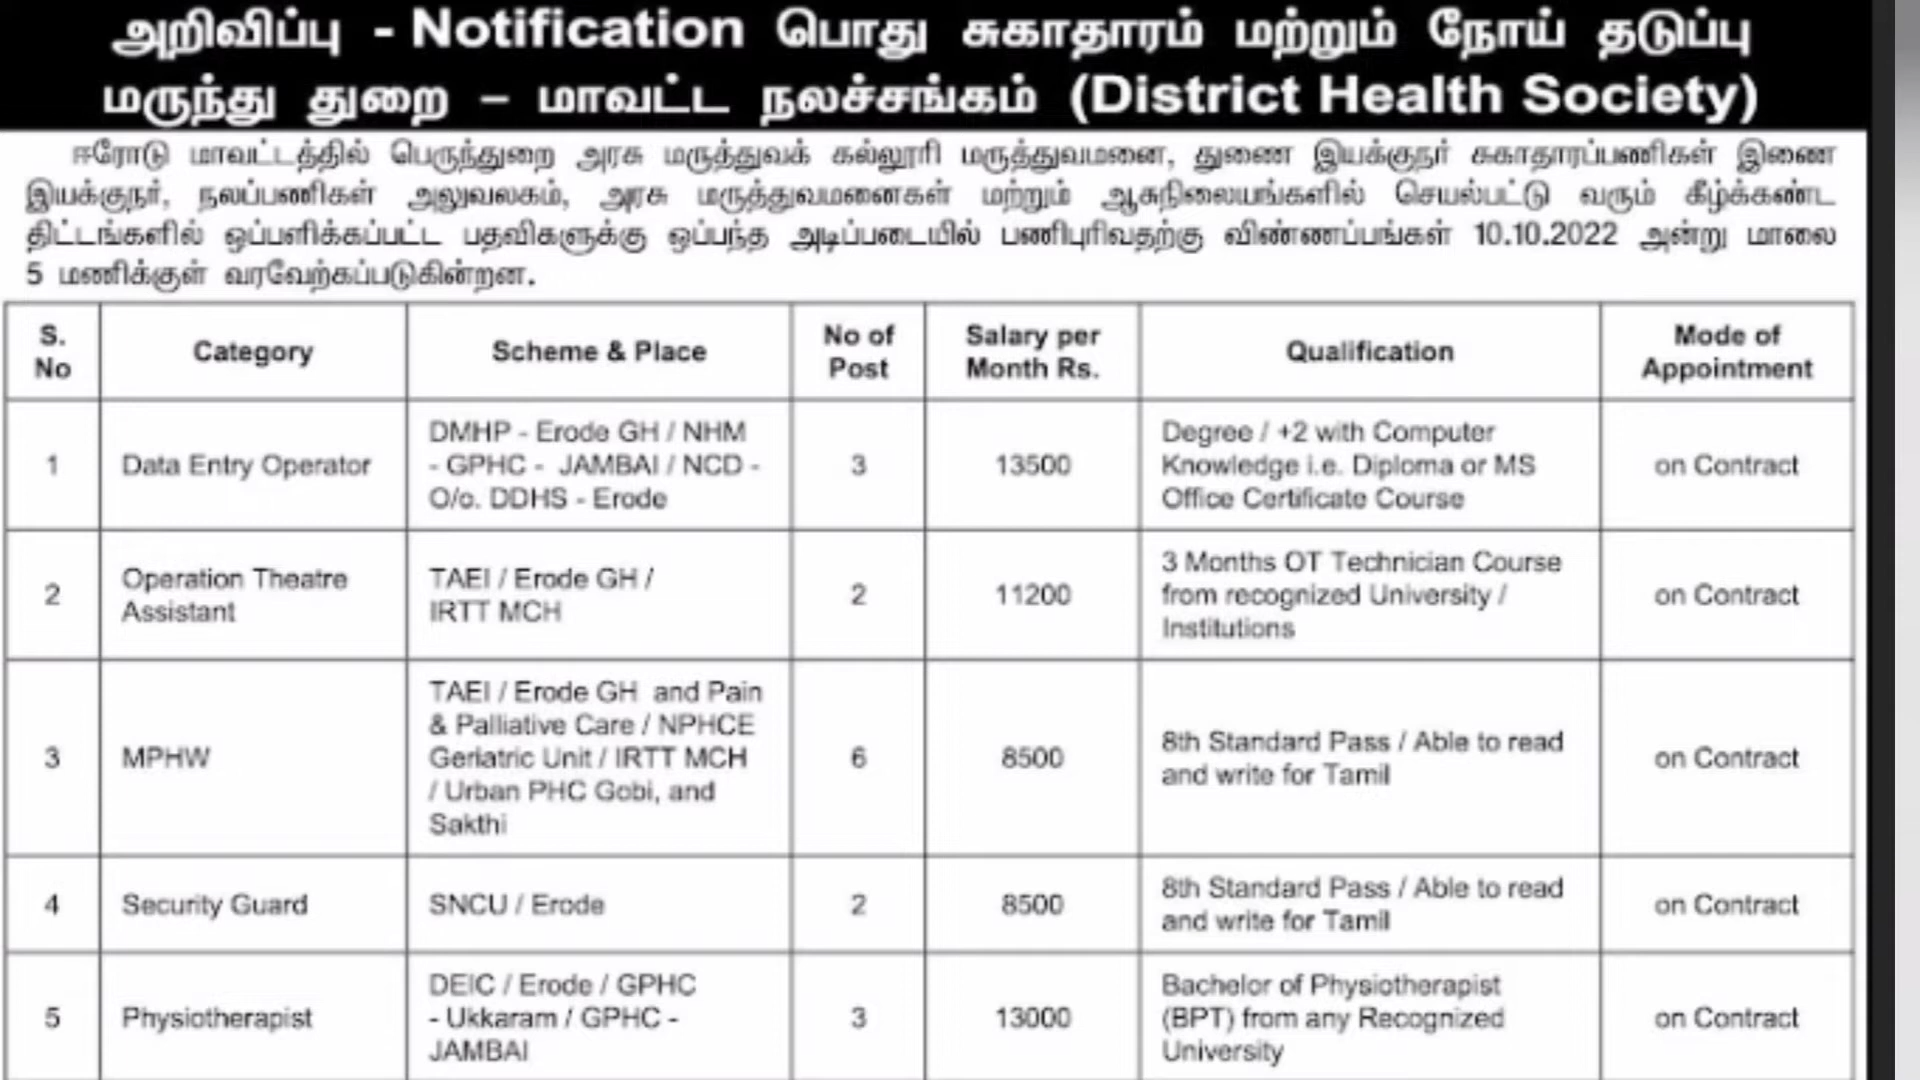 அறிவிப்பு - Notification பொது சுகாதாரம் மற்றும் நோய் தடுப்பு
மருந்து துறை – மாவட்ட நலச்சங்கம் (District Health Society)
ஈரோடு மாவட்டத்தில் பெருந்துறை அரசு மருத்துவக் கல்லூரி மருத்துவமனை, துணை இயக்குநர் சுகாதாரப்பணிகள் இணை
இயக்குநர், நலப்பணிகள் அலுவலகம், அரசு மருத்துவமனைகள் மற்றும் ஆசுநிலையங்களில் செயல்பட்டு வரும் கீழ்க்கண்ட
திட்டங்களில் ஒப்பளிக்கப்பட்ட பதவிகளுக்கு ஒப்பந்த அடிப்படையில் பணிபுரிவதற்கு விண்ணப்பங்கள் 10.10.2022 அன்று மாலை
5 மணிக்குள் வரவேற்கப்படுகின்றன.
S. No Category Scheme & Place No of Post Salary per Month Rs. Qualification Mode of Appointment
1 Data Entry Operator DMHP - Erode GH / NHM - GPHC - JAMBAI / NCD - O/o. DDHS - Erode 3 13500 Degree / +2 with Computer Knowledge i.e. Diploma or MS Office Certificate Course on Contract
2 Operation Theatre Assistant TAEI / Erode GH / IRTT MCH 2 11200 3 Months OT Technician Course from recognized University / Institutions on Contract
3 MPHW TAEI / Erode GH and Pain & Palliative Care / NPHCE Geriatric Unit / IRTT MCH / Urban PHC Gobi, and Sakthi 6 8500 8th Standard Pass / Able to read and write for Tamil on Contract
4 Security Guard SNCU / Erode 2 8500 8th Standard Pass / Able to read and write for Tamil on Contract
5 Physiotherapist DEIC / Erode / GPHC - Ukkaram / GPHC - JAMBAI 3 13000 Bachelor of Physiotherapist (BPT) from any Recognized University on Contract